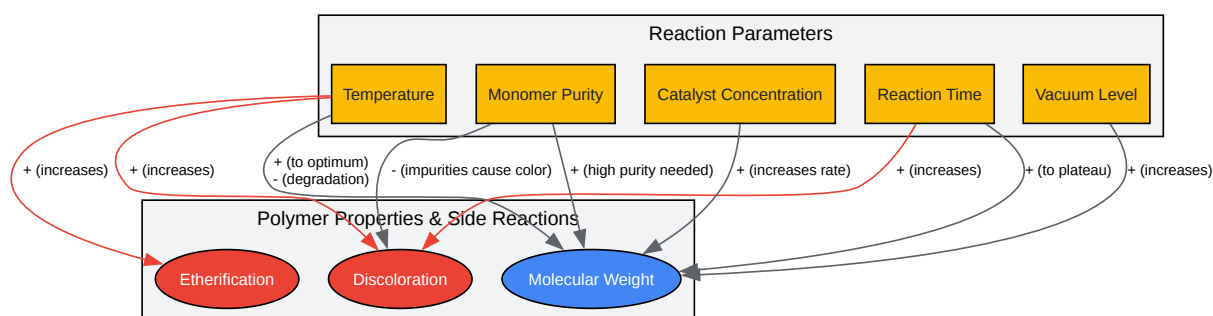 Reaction Parameters
Temperature
Monomer Purity
Catalyst Concentration
Reaction Time
Vacuum Level
+ (increases)
+ (increases)
+ (to optimum)
- (degradation)
- (impurities cause color)
+ (high purity needed)
+ (increases rate)
+ (increases)
+ (to plateau)
+ (increases)
Polymer Properties & Side Reactions
Etherification
Discoloration
Molecular Weight